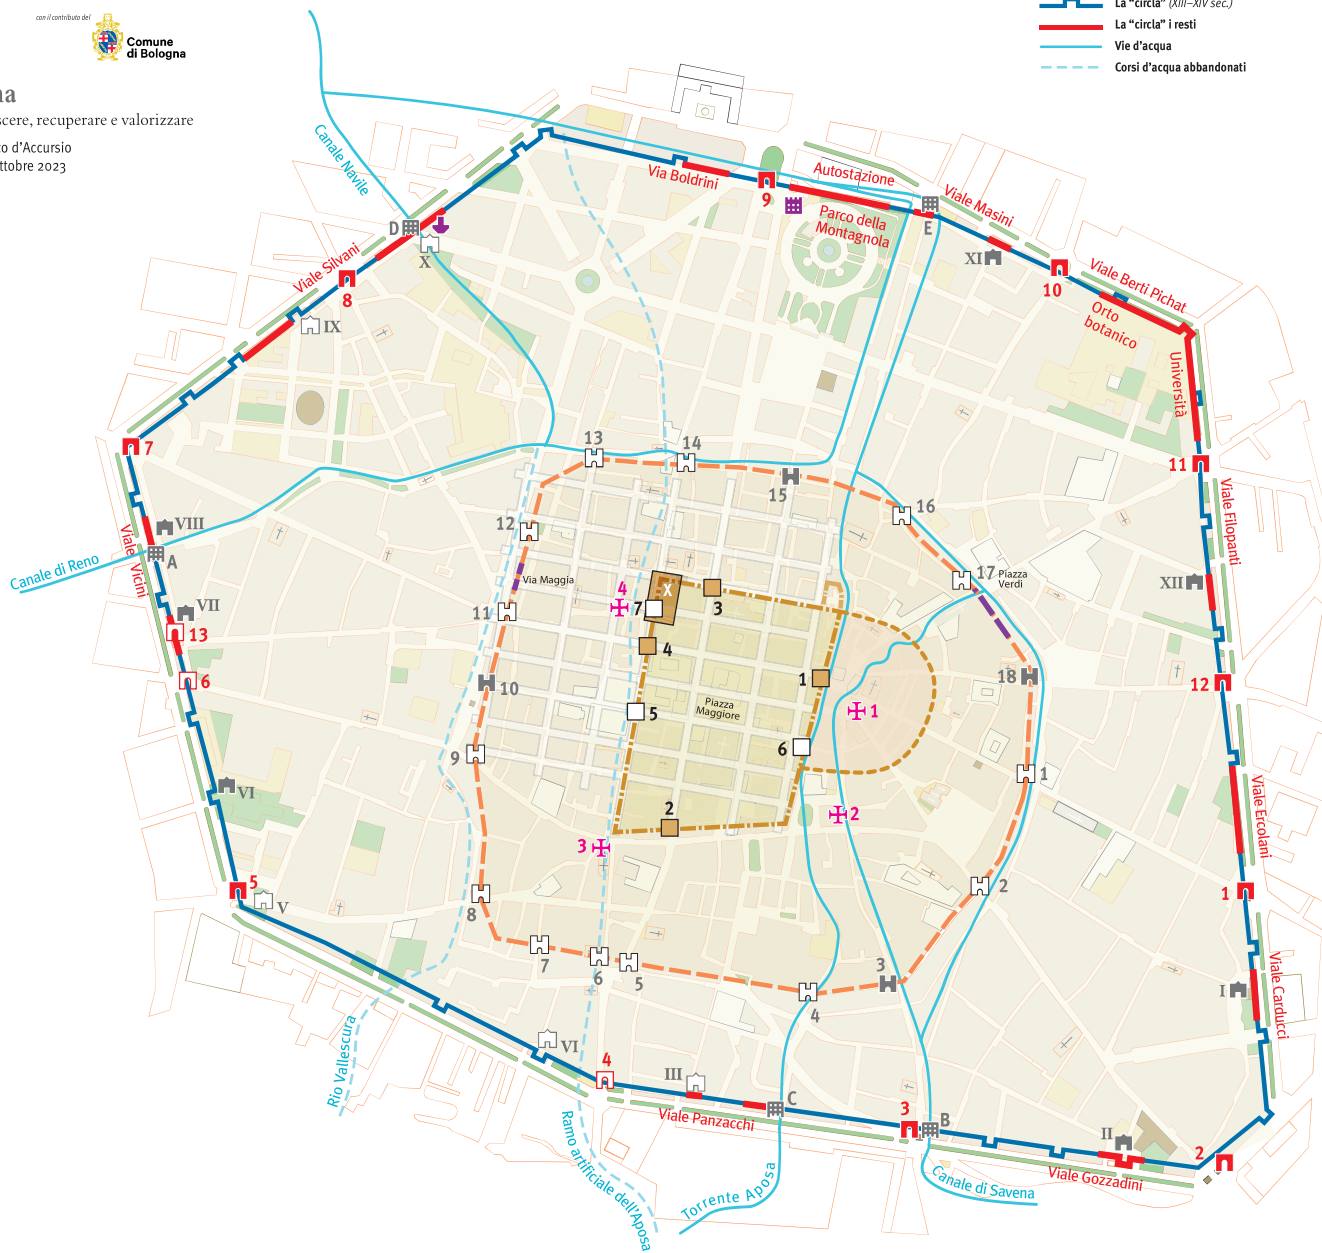 con il contributo del
Comune
di Bologna
na
scere, recuperare e valorizzare
zo d'Accursio
ttobre 2023
La "circla" (XIII–XIV sec.)
La "circla" i resti
Vie d'acqua
Corsi d'acqua abbandonati
Canale Navile
Via Boldrini
9
Autostazione
Parco della
Montagnola
E
Viale Masini
XI
10
Viale Berti Pichat
Orto
botanico
D
X
Viale Silvani
8
IX
Università
7
13
14
15
16
11
Viale Filopanti
12
VIII
A
Viale Vicini
Canale di Reno
Via Maggia
4
7
X
3
17
Piazza
Verdi
XII
VII
13
11
4
6
10
1
18
12
Piazza
Maggiore
5
1
6
9
1
VI
2
2
3
Viale Ercolani
5
V
8
2
1
7
6
5
3
4
Viale Carducci
I
Rio Vallescura
VI
4
III
C
3
B
Viale Panzacchi
II
2
Viale Gozzadini
Ramo artificiale dell'Aposa
Torrente Aposa
Canale di Savena